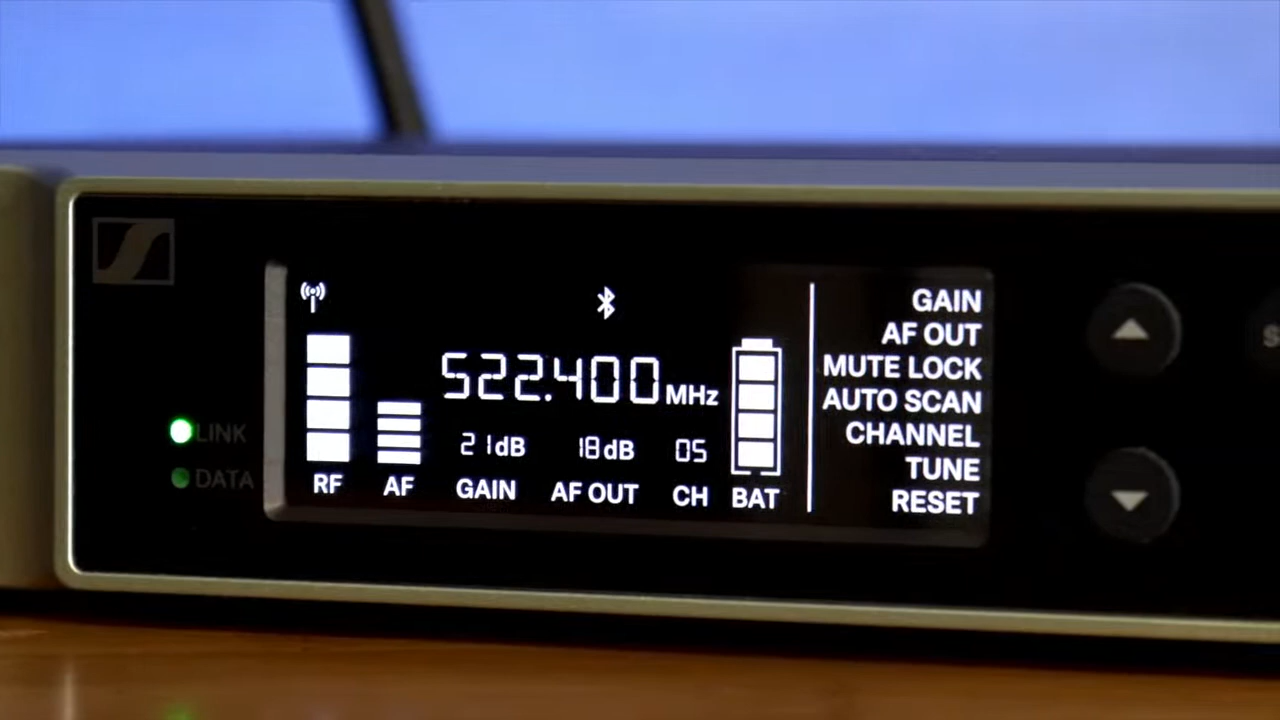 522.400 MHz
21dB 18dB 05
RF AF GAIN AF OUT CH BAT
GAIN
AF OUT
MUTE LOCK
AUTO SCAN
CHANNEL
TUNE
RESET
LINK
DATA